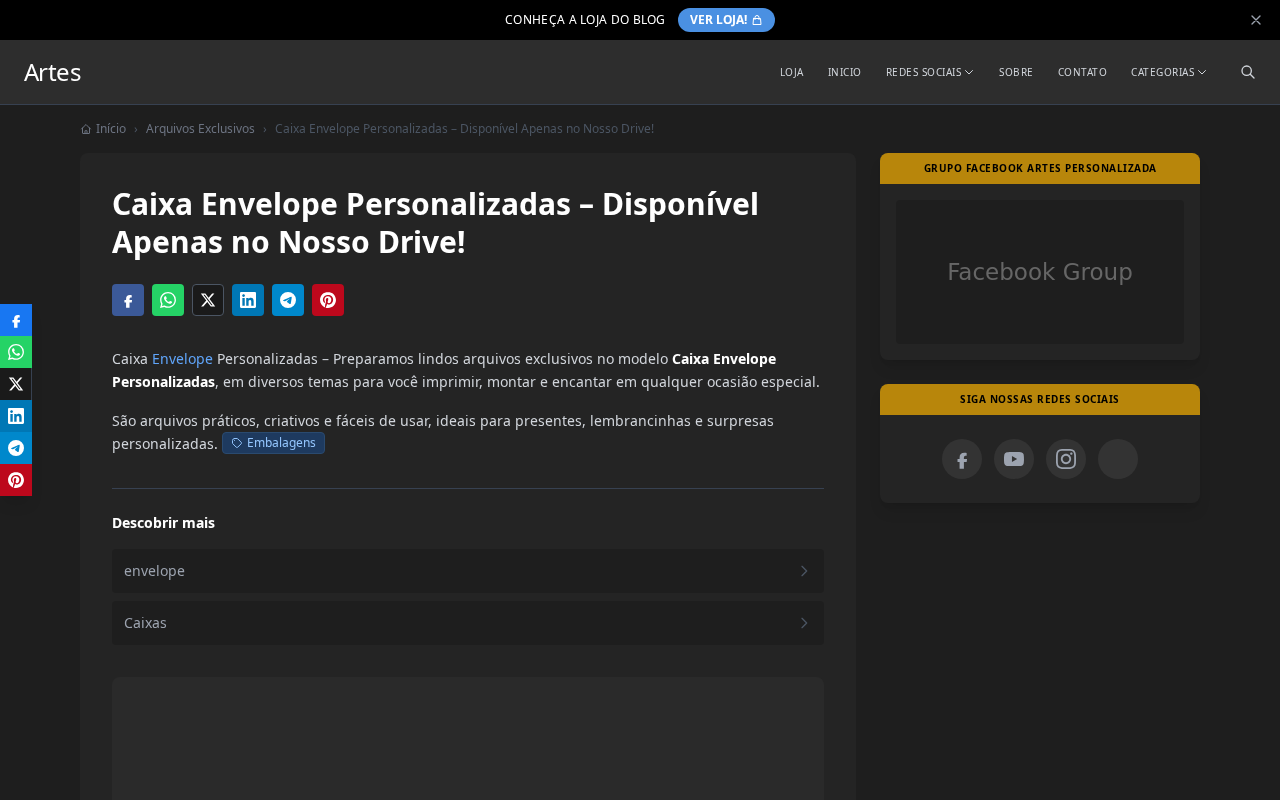 CONHEÇA A LOJA DO BLOG VER LOJA!
Artes
LOJA INICIO REDES SOCIAIS SOBRE CONTATO CATEGORIAS
Início › Arquivos Exclusivos › Caixa Envelope Personalizadas – Disponível Apenas no Nosso Drive!
Caixa Envelope Personalizadas – Disponível
Apenas no Nosso Drive!
Caixa Envelope Personalizadas – Preparamos lindos arquivos exclusivos no modelo Caixa Envelope
Personalizadas, em diversos temas para você imprimir, montar e encantar em qualquer ocasião especial.
São arquivos práticos, criativos e fáceis de usar, ideais para presentes, lembrancinhas e surpresas
personalizadas. Embalagens
Descobrir mais
envelope
Caixas
GRUPO FACEBOOK ARTES PERSONALIZADA
Facebook Group
SIGA NOSSAS REDES SOCIAIS